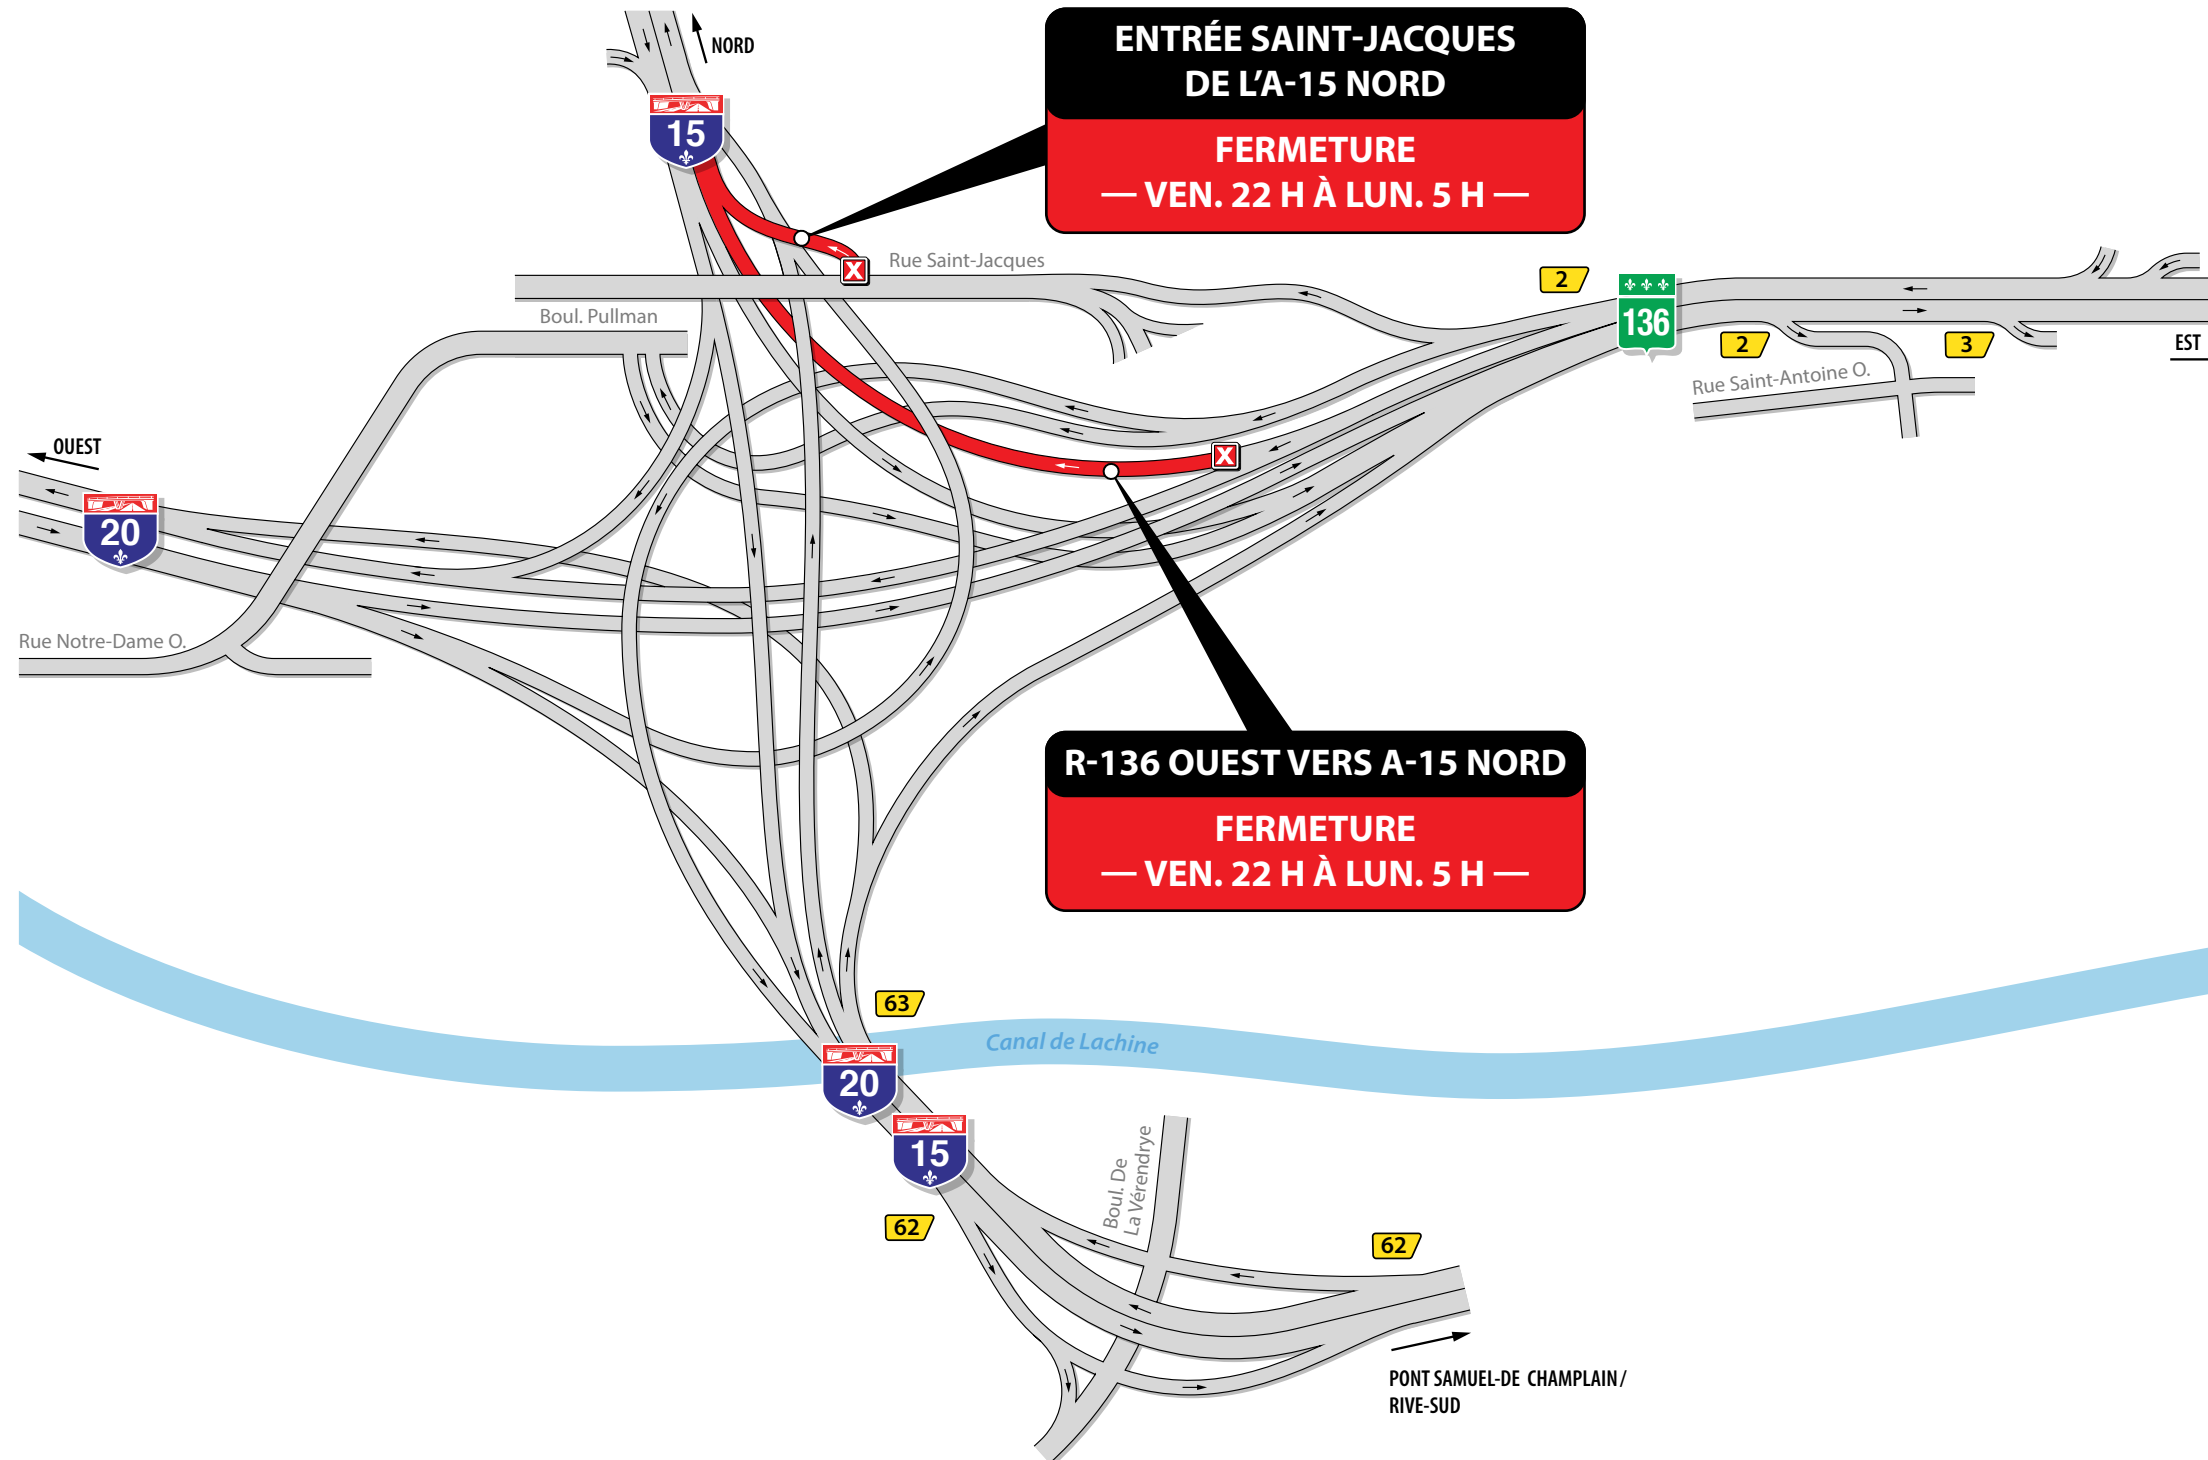 NORD
ENTRÉE SAINT-JACQUES
DE L'A-15 NORD
FERMETURE
— VEN. 22 H À LUN. 5 H —
15
Rue Saint-Jacques
2
136
Boul. Pullman
2
3
EST
Rue Saint-Antoine O.
OUEST
20
Rue Notre-Dame O.
X
X
R-136 OUEST VERS A-15 NORD
FERMETURE
— VEN. 22 H À LUN. 5 H —
63
Canal de Lachine
20
15
Boul. De
La Vérendrye
62
62
PONT SAMUEL-DE CHAMPLAIN/
RIVE-SUD